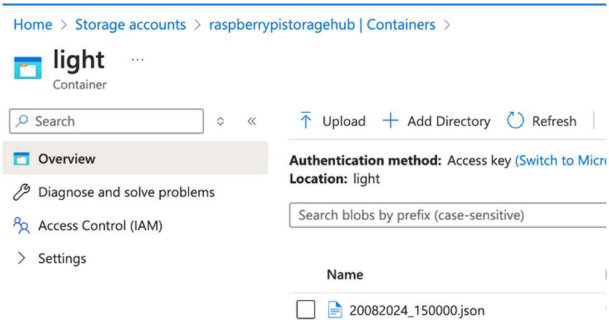 Home > Storage accounts > raspberrypistoragehub | Containers >
light ...
Container
Search
Upload + Add Directory Refresh
Overview
Authentication method: Access key (Switch to Micr
Location: light
Diagnose and solve problems
Search blobs by prefix (case-sensitive)
Access Control (IAM)
> Settings
Name
20082024_150000.json